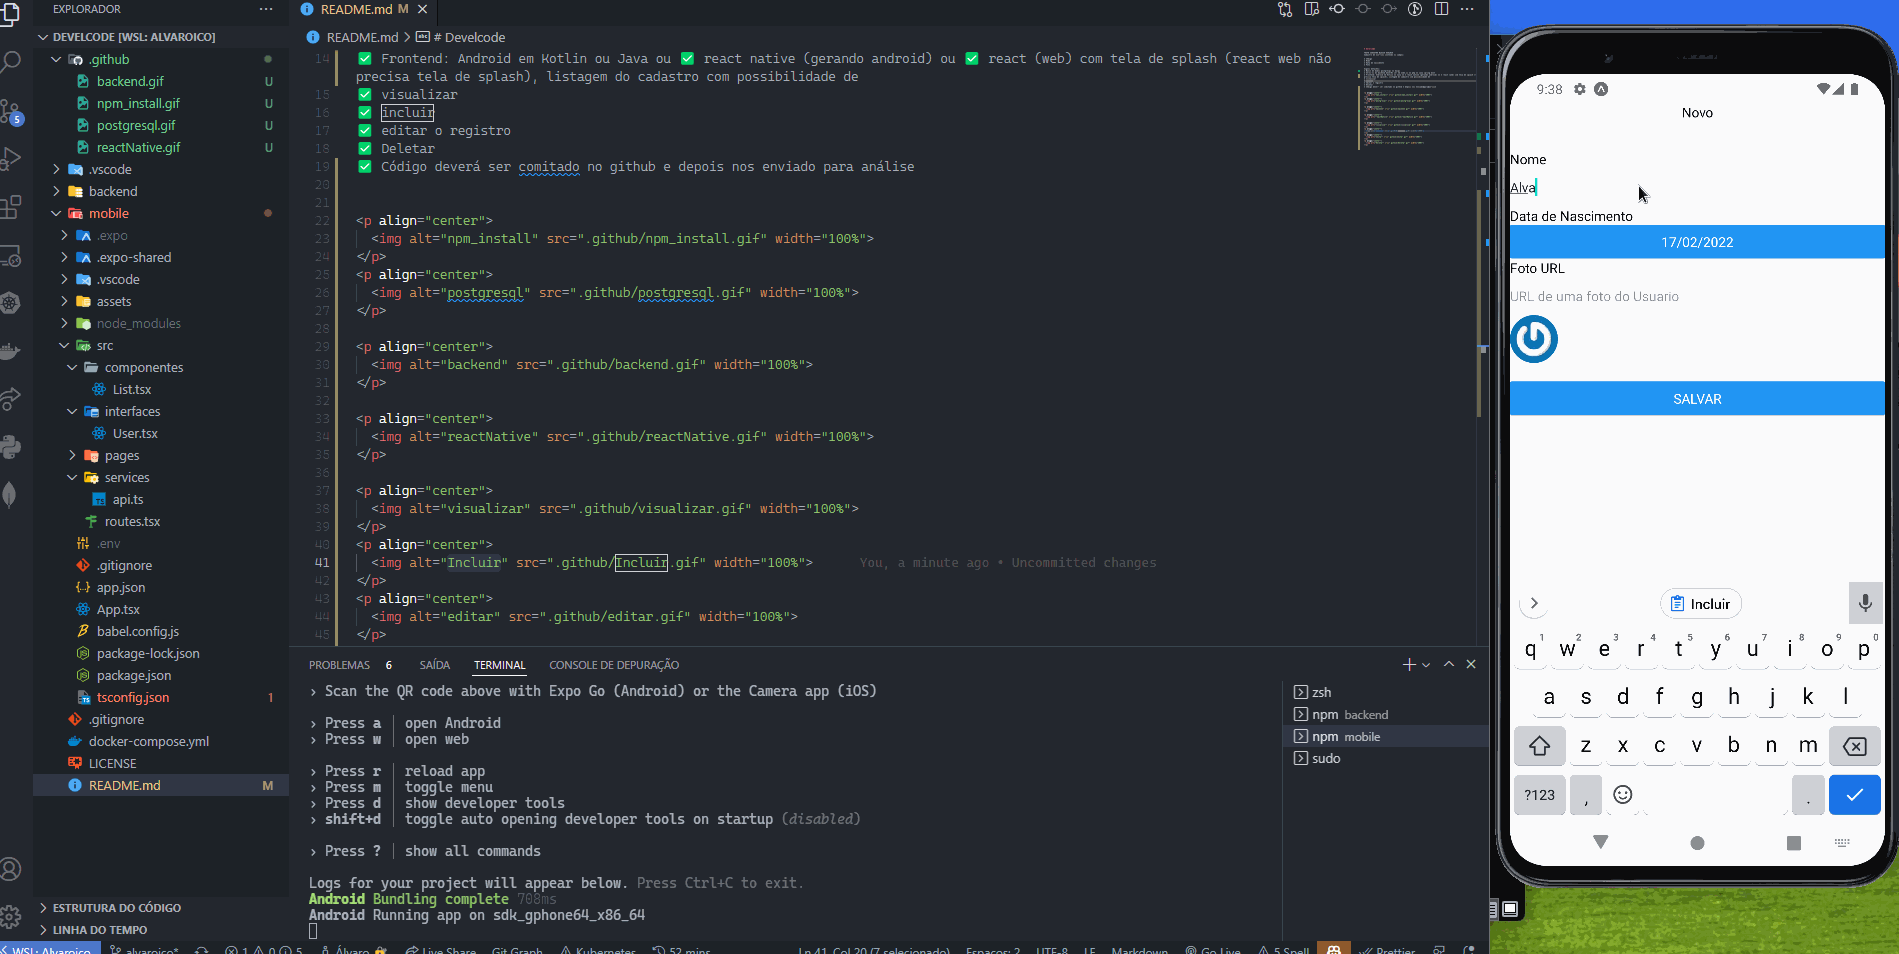 EXPLORADOR
DEVELCODE [WSL: ALVAROICO]
.github
backend.gif U
npm_install.gif U
postgresql.gif U
reactNative.gif U
.vscode
backend
mobile
.expo
.expo-shared
.vscode
assets
node_modules
src
componentes
List.tsx
interfaces
User.tsx
pages
services
api.ts
routes.tsx
.env
.gitignore
app.json
App.tsx
babel.config.js
package-lock.json
package.json
tsconfig.json 1
.gitignore
docker-compose.yml
LICENSE
README.md M
ESTRUTURA DO CÓDIGO
LINHA DO TEMPO
5
README.md M
README.md > # Develcode
14 ✅ Frontend: Android em Kotlin ou Java ou ✅ react native (gerando android) ou ✅ react (web) com tela de splash (react web não
precisa tela de splash), listagem do cadastro com possibilidade de
15 ✅ visualizar
16 ✅ incluir
17 ✅ editar o registro
18 ✅ Deletar
19 ✅ Código deverá ser comitado no github e depois nos enviado para análise
20
21
22 <p align="center">
23 <img alt="npm_install" src=".github/npm_install.gif" width="100%">
24 </p>
25 <p align="center">
26 <img alt="postgresql" src=".github/postgresql.gif" width="100%">
27 </p>
28
29 <p align="center">
30 <img alt="backend" src=".github/backend.gif" width="100%">
31 </p>
32
33 <p align="center">
34 <img alt="reactNative" src=".github/reactNative.gif" width="100%">
35 </p>
36
37 <p align="center">
38 <img alt="visualizar" src=".github/visualizar.gif" width="100%">
39 </p>
40 <p align="center">
41 <img alt="Incluir" src=".github/Incluir.gif" width="100%"> You, a minute ago • Uncommitted changes
42 </p>
43 <p align="center">
44 <img alt="editar" src=".github/editar.gif" width="100%">
45 </p>
PROBLEMAS 6 SAÍDA TERMINAL CONSOLE DE DEPURAÇÃO
› Scan the QR code above with Expo Go (Android) or the Camera app (iOS)
› Press a │ open Android
› Press w │ open web
› Press r │ reload app
› Press m │ toggle menu
› Press d │ show developer tools
› shift+d │ toggle auto opening developer tools on startup (disabled)
› Press ? │ show all commands
Logs for your project will appear below. Press Ctrl+C to exit.
Android Bundling complete 708ms
Android Running app on sdk_gphone64_x86_64
zsh
npm backend
npm mobile
sudo
WSL: Alvaroico alvaroico* 1 0 5 Álvaro Live Share Git Graph Kubernetes 52 mins Ln 41, Col 20 (7 selecionado) Espaços: 2 UTF-8 LF Markdown Go Live 5 Spell Prettier
9:38
Novo
Nome
Alva
Data de Nascimento
17/02/2022
Foto URL
URL de uma foto do Usuario
SALVAR
Incluir
1 2 3 4 5 6 7 8 9 0
q w e r t y u i o p
a s d f g h j k l
z x c v b n m
?123 , .